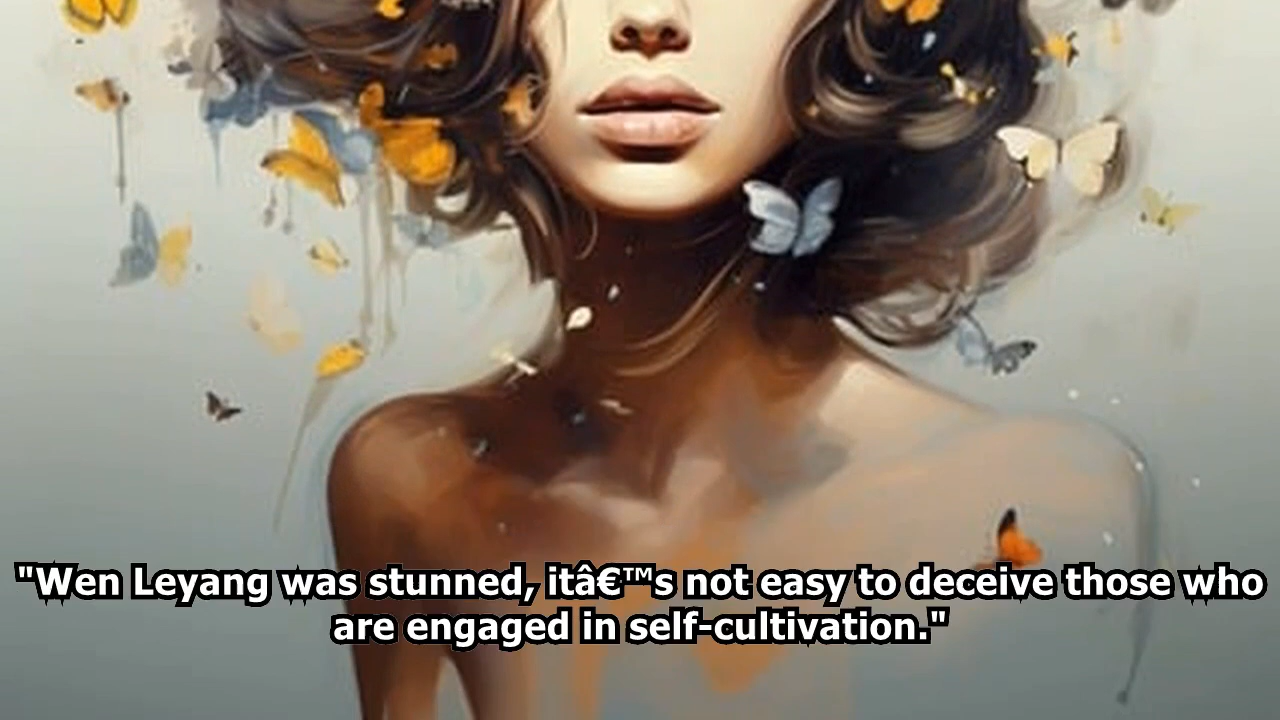 "Wen Leyang was stunned, itâ€™s not easy to deceive those who
are engaged in self-cultivation."